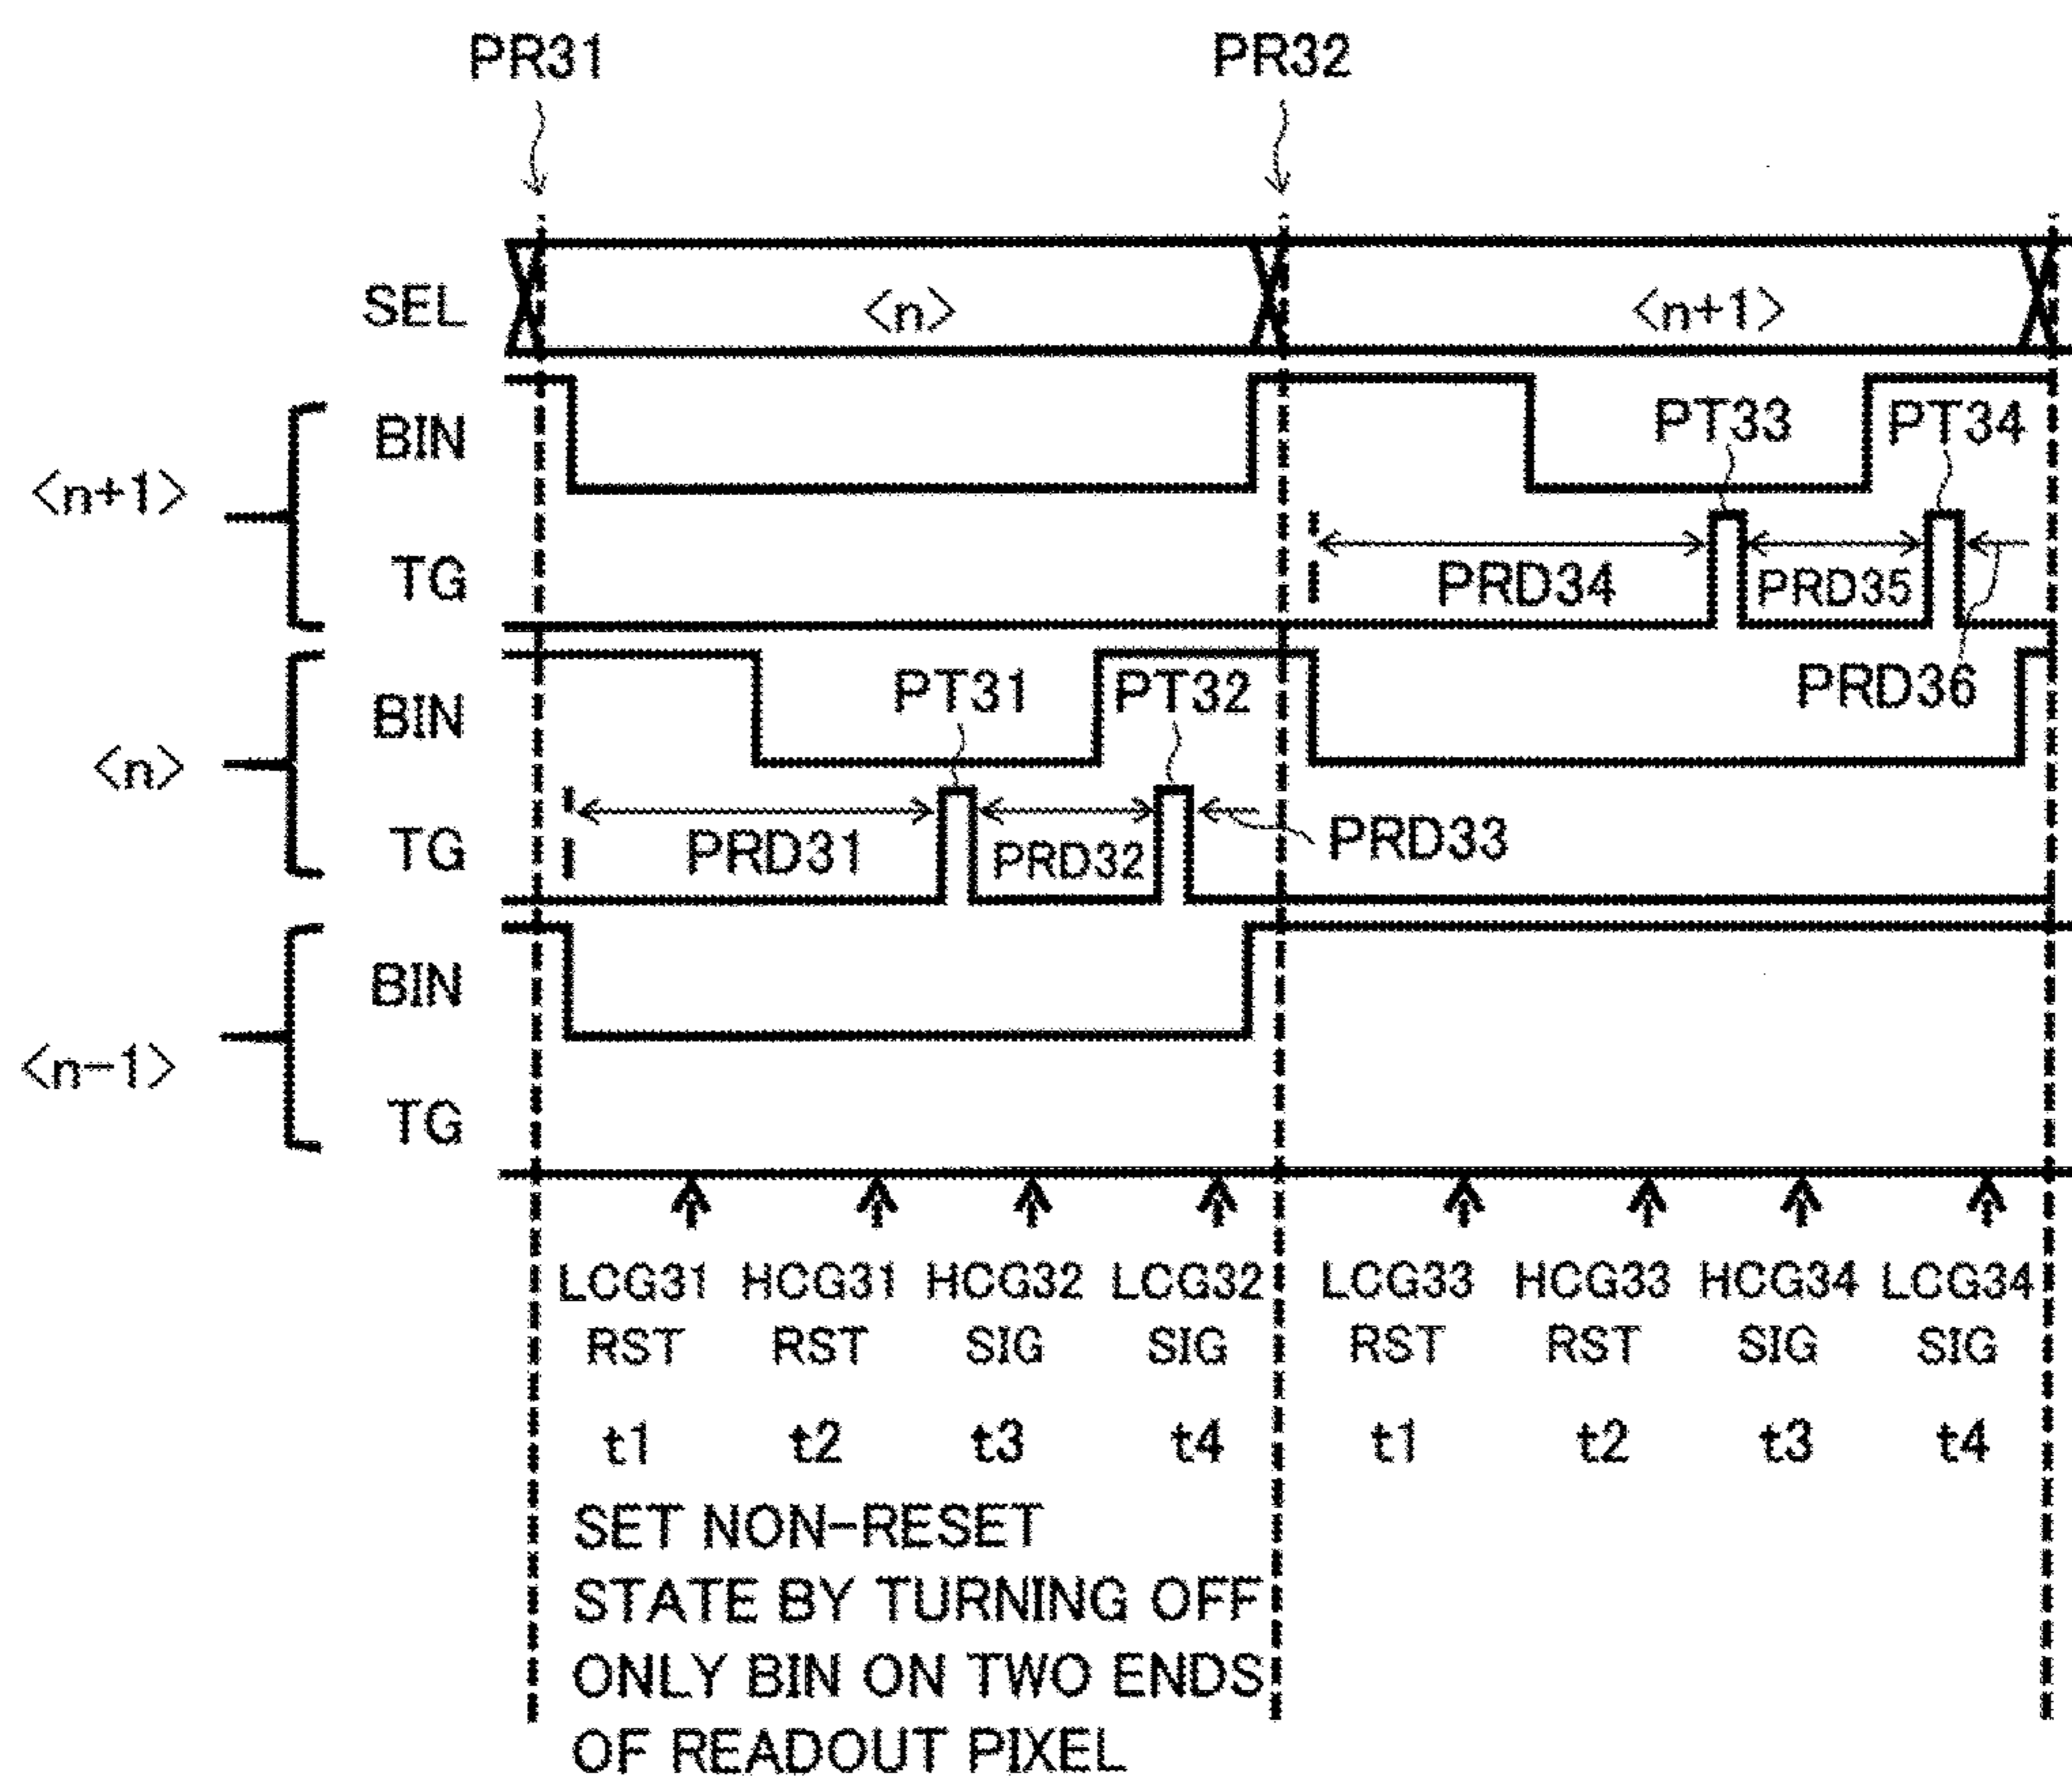 PR31 PR32
SEL <n> <n+1>
<n+1> BIN PT33 PT34
TG PRD34 PRD35
PRD36
<n> BIN PT31 PT32
TG PRD31 PRD32 PRD33
<n-1> BIN
TG
LCG31 HCG31 HCG32 LCG32 LCG33 HCG33 HCG34 LCG34
RST RST SIG SIG RST RST SIG SIG
t1 t2 t3 t4 t1 t2 t3 t4
SET NON-RESET
STATE BY TURNING OFF
ONLY BIN ON TWO ENDS
OF READOUT PIXEL